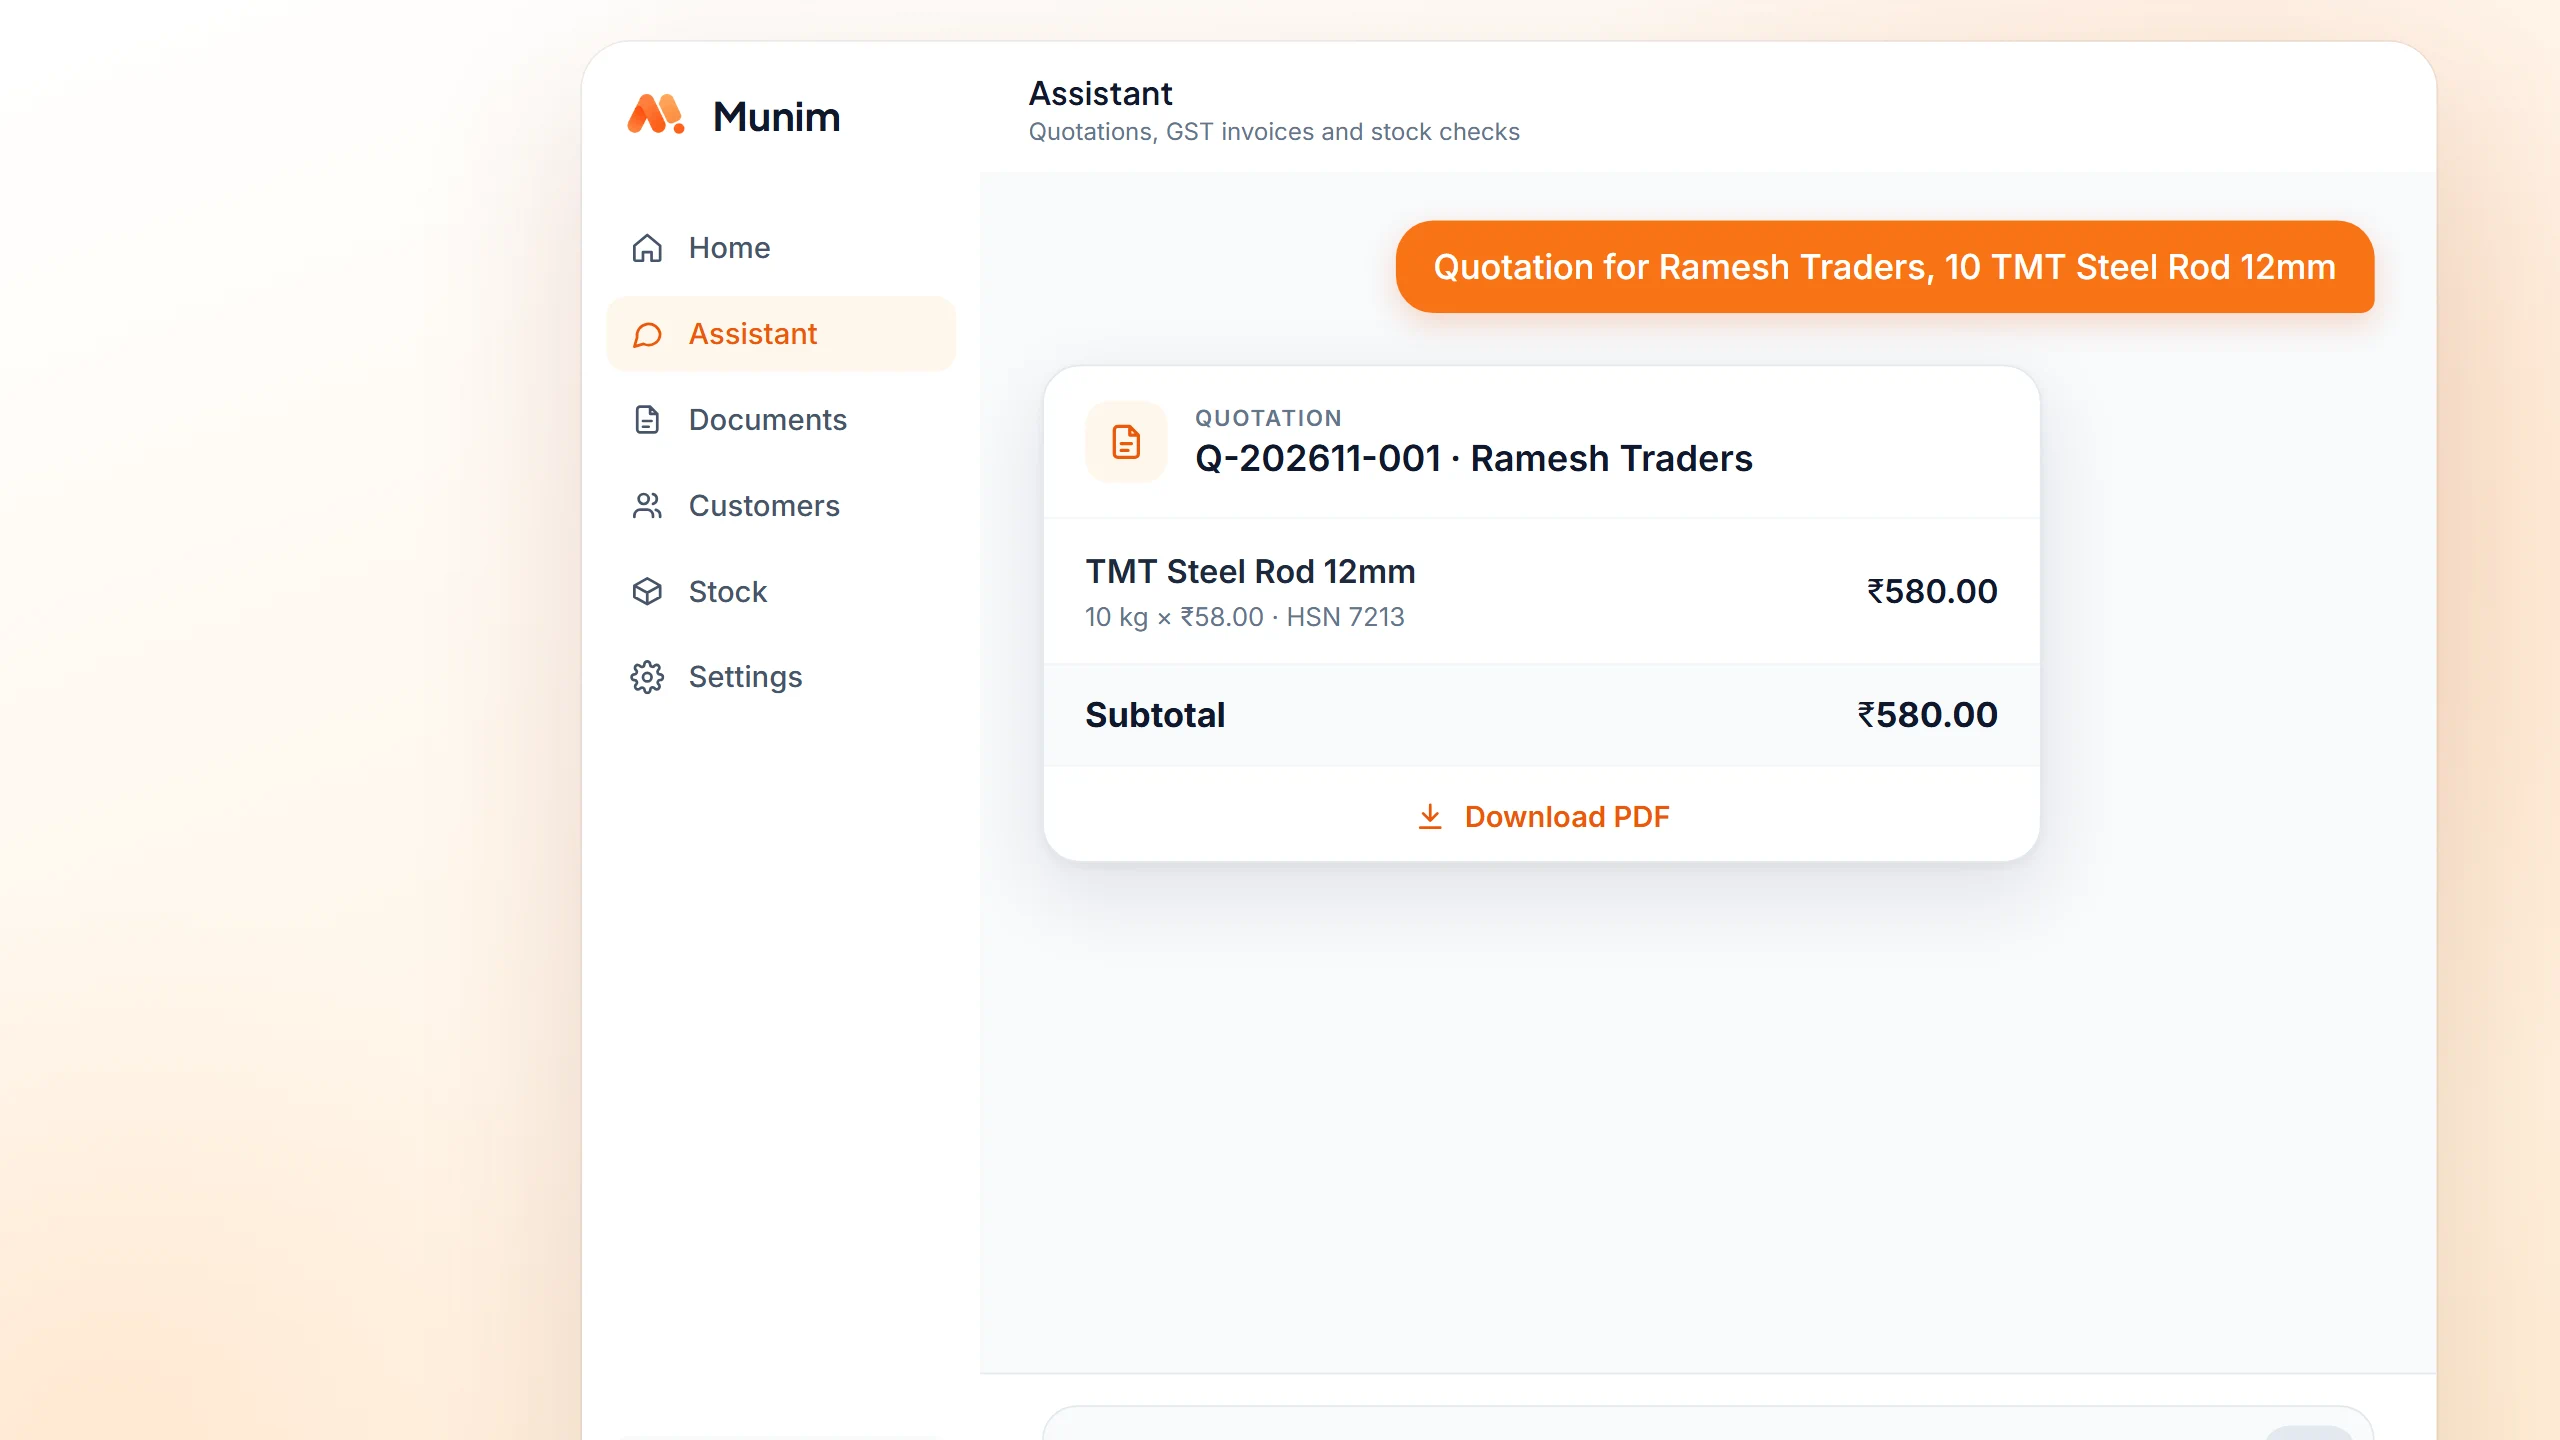 Munim
Home
Assistant
Documents
Customers
Stock
Settings
Assistant
Quotations, GST invoices and stock checks
Quotation for Ramesh Traders, 10 TMT Steel Rod 12mm
QUOTATION
Q-202611-001 · Ramesh Traders
TMT Steel Rod 12mm
₹580.00
10 kg × ₹58.00 · HSN 7213
Subtotal ₹580.00
Download PDF